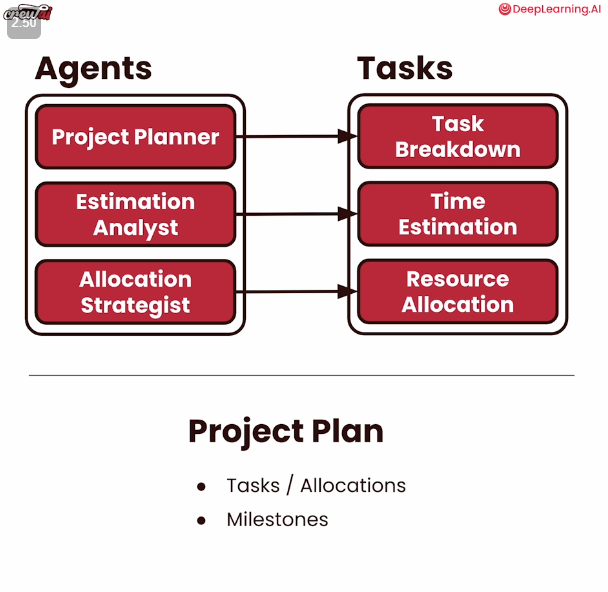 crewai
2.50
DeepLearning.AI
Agents
Tasks
Project Planner
Task
Breakdown
Estimation
Analyst
Time
Estimation
Allocation
Strategist
Resource
Allocation
Project Plan
● Tasks / Allocations
● Milestones